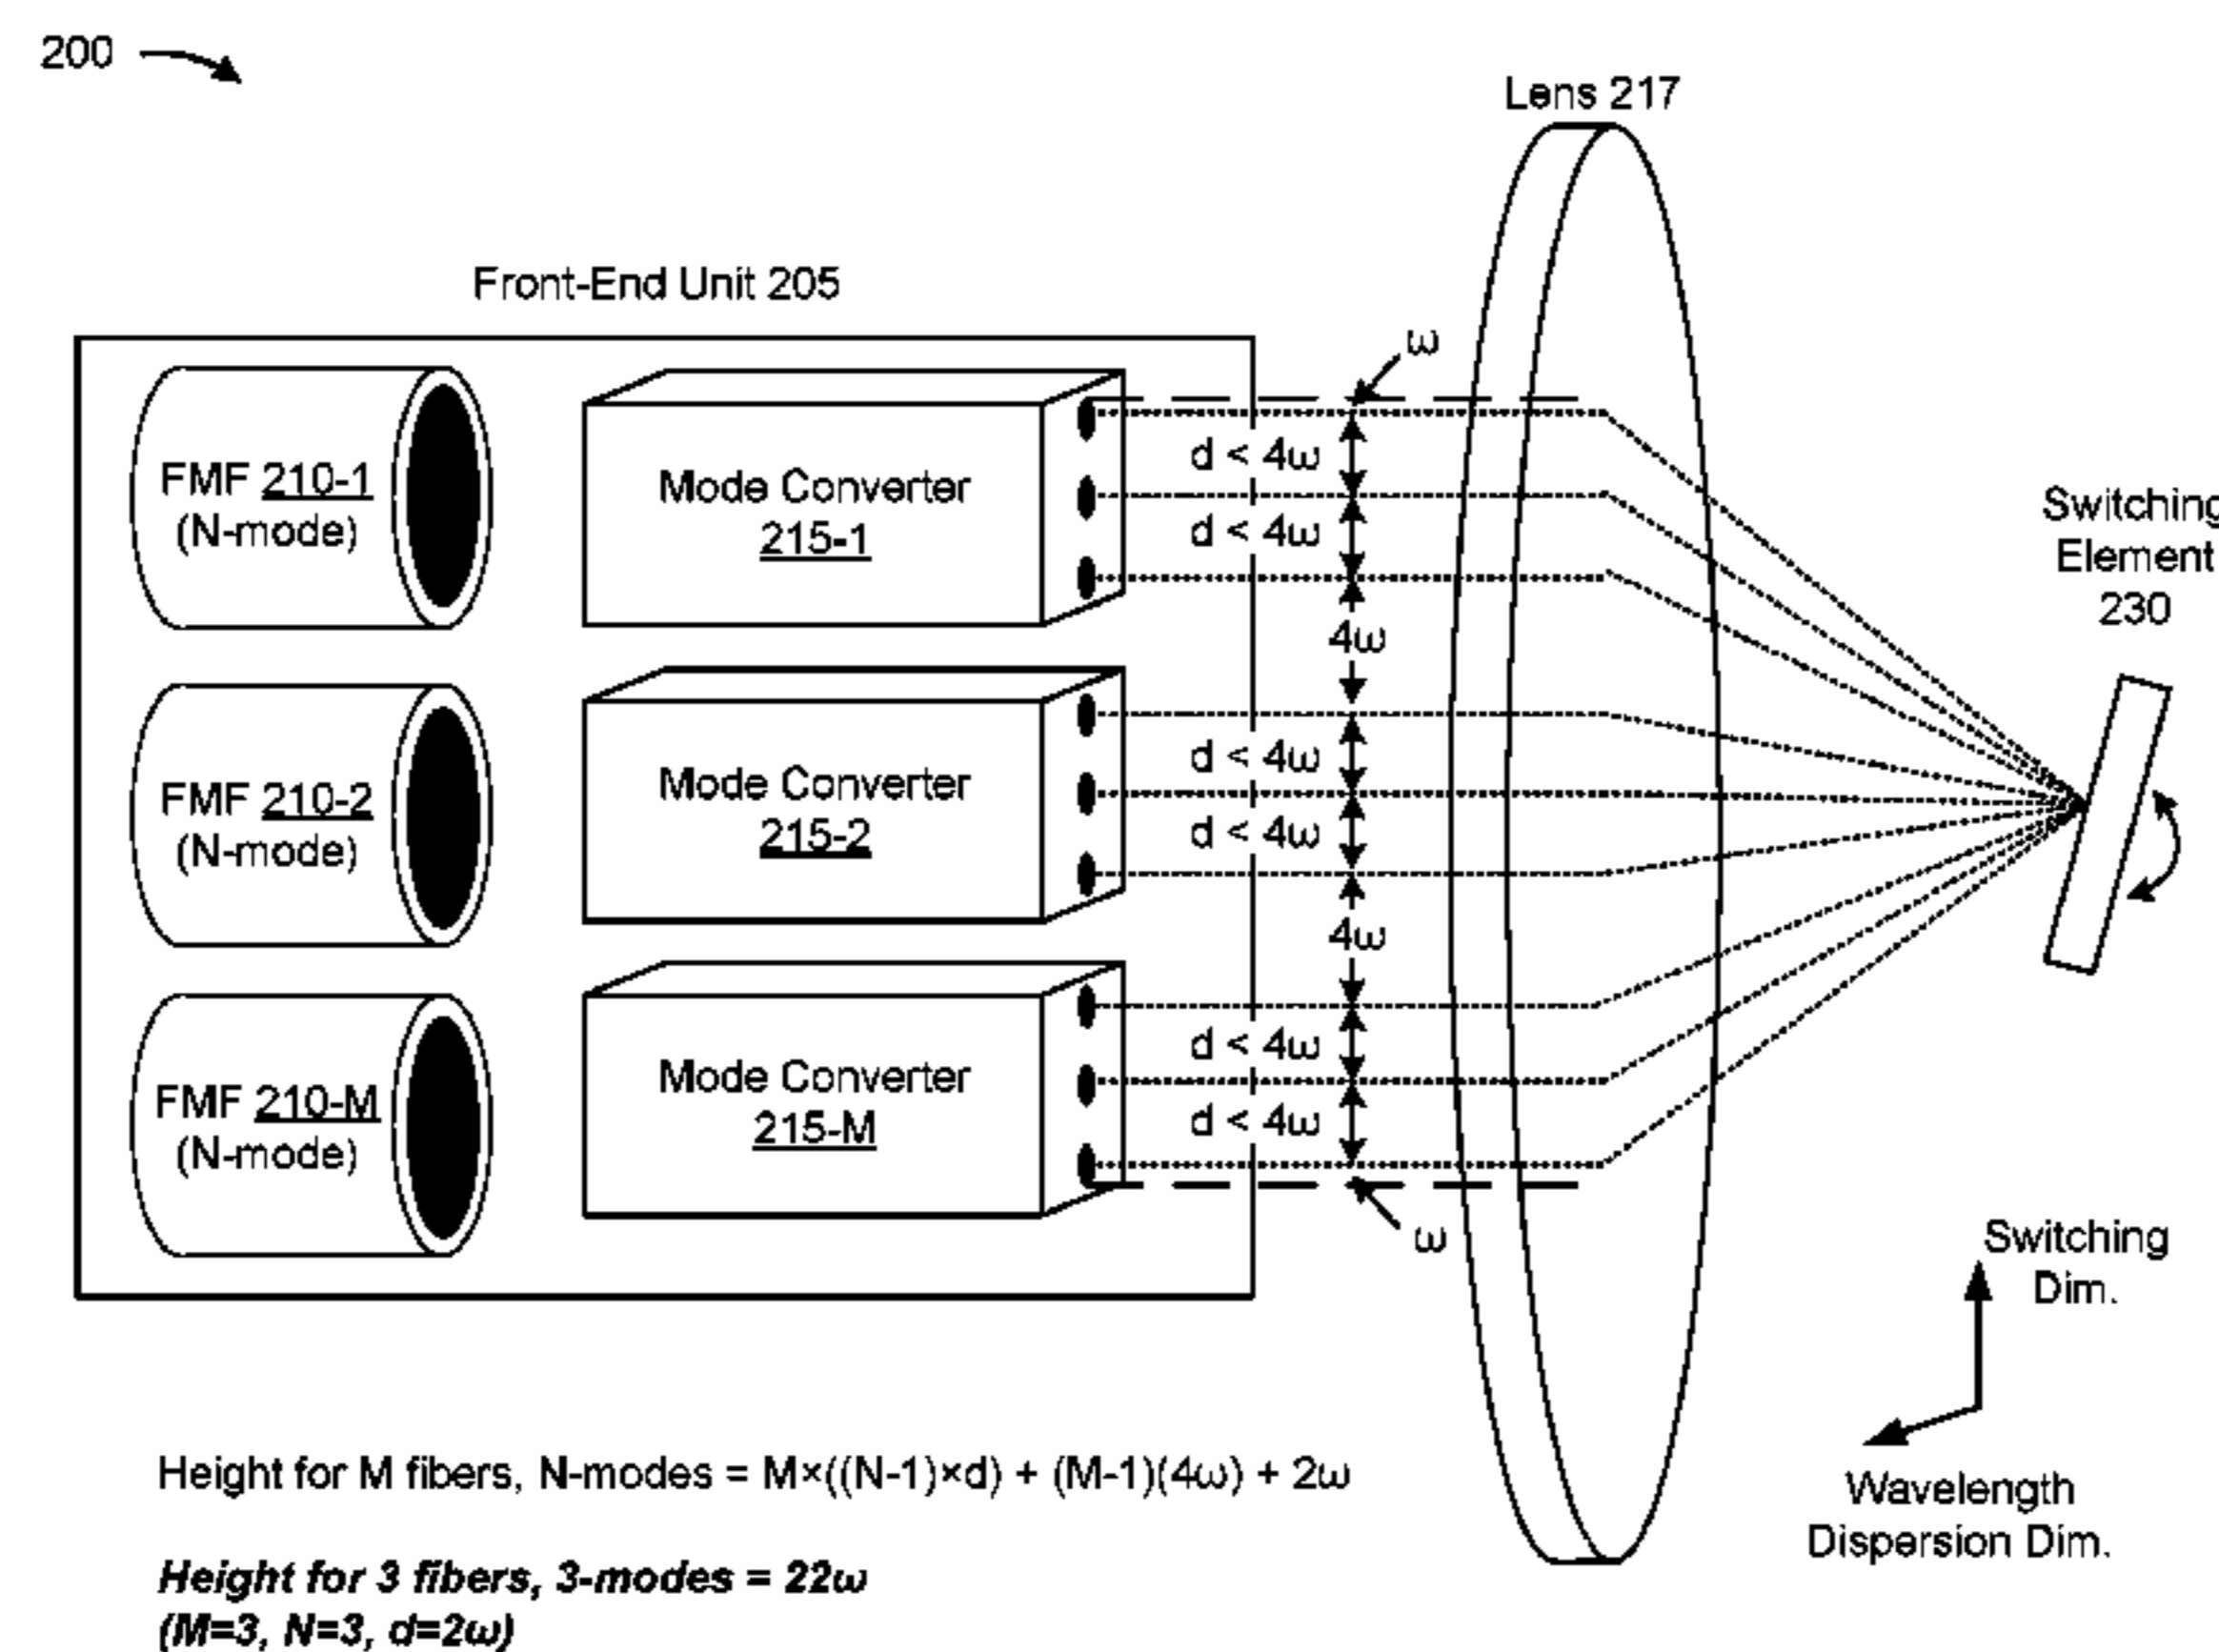 200
Lens 217
Front-End Unit 205
ω
FMF 210-1
(N-mode)
Mode Converter
215-1
d < 4ω
d < 4ω
4ω
Switching
Element
230
FMF 210-2
(N-mode)
Mode Converter
215-2
d < 4ω
d < 4ω
4ω
FMF 210-M
(N-mode)
Mode Converter
215-M
d < 4ω
d < 4ω
ω
Switching
Dim.
Wavelength
Dispersion Dim.
Height for M fibers, N-modes = M×((N-1)×d) + (M-1)(4ω) + 2ω
Height for 3 fibers, 3-modes = 22ω
(M=3, N=3, d=2ω)